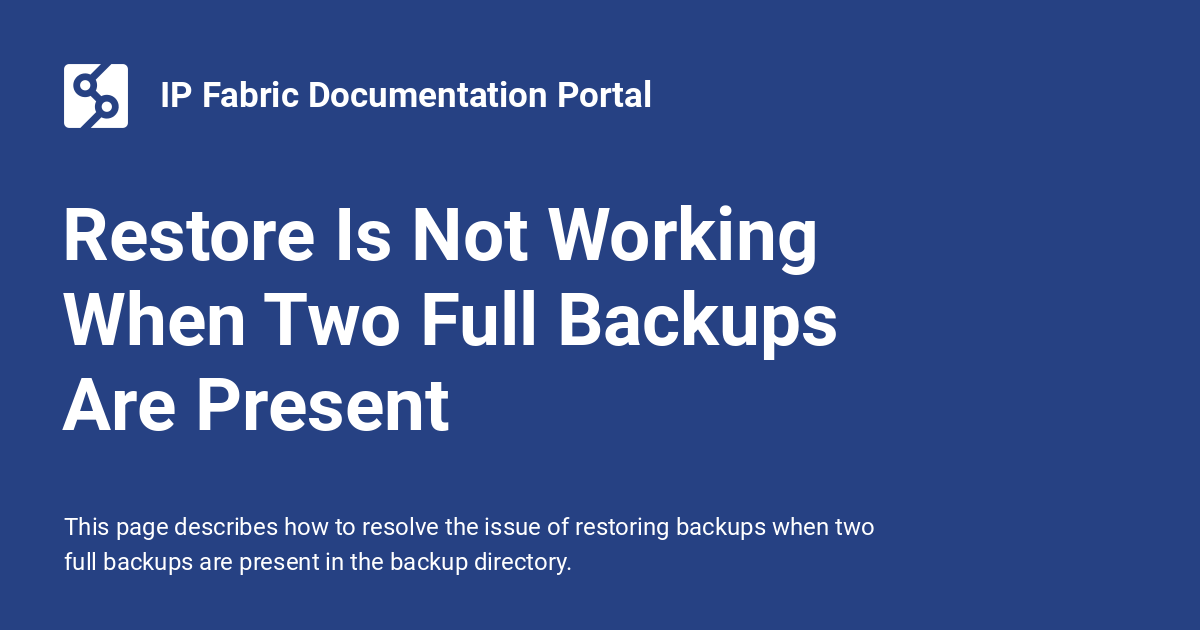 IP Fabric Documentation Portal
Restore Is Not Working
When Two Full Backups
Are Present
This page describes how to resolve the issue of restoring backups when two
full backups are present in the backup directory.